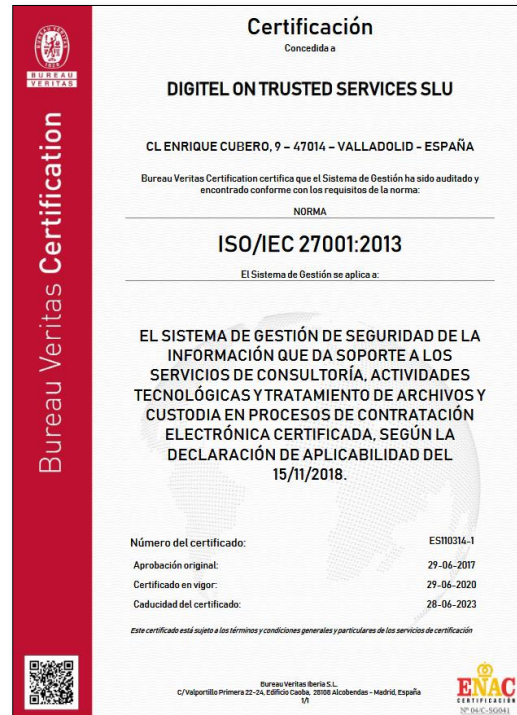 BUREAU
VERITAS
Bureau Veritas Certification
Certificación
Concedida a
DIGITEL ON TRUSTED SERVICES SLU
CL ENRIQUE CUBERO, 9 – 47014 – VALLADOLID - ESPAÑA
Bureau Veritas Certification certifica que el Sistema de Gestión ha sido auditado y
encontrado conforme con los requisitos de la norma:
NORMA
ISO/IEC 27001:2013
El Sistema de Gestión se aplica a:
EL SISTEMA DE GESTIÓN DE SEGURIDAD DE LA
INFORMACIÓN QUE DA SOPORTE A LOS
SERVICIOS DE CONSULTORÍA, ACTIVIDADES
TECNOLÓGICAS Y TRATAMIENTO DE ARCHIVOS Y
CUSTODIA EN PROCESOS DE CONTRATACIÓN
ELECTRÓNICA CERTIFICADA, SEGÚN LA
DECLARACIÓN DE APLICABILIDAD DEL
15/11/2018.
Número del certificado: ES110314-1
Aprobación original: 29-06-2017
Certificado en vigor: 29-06-2020
Caducidad del certificado: 28-06-2023
Este certificado está sujeto a los términos y condiciones generales y particulares de los servicios de certificación
Bureau Veritas Iberia S.L.
C/ Valportillo Primera 22-24, Edificio Caoba, 28108 Alcobendas - Madrid, España
1/1
ENAC
CERTIFICACIÓN
Nº 04/C-SG041